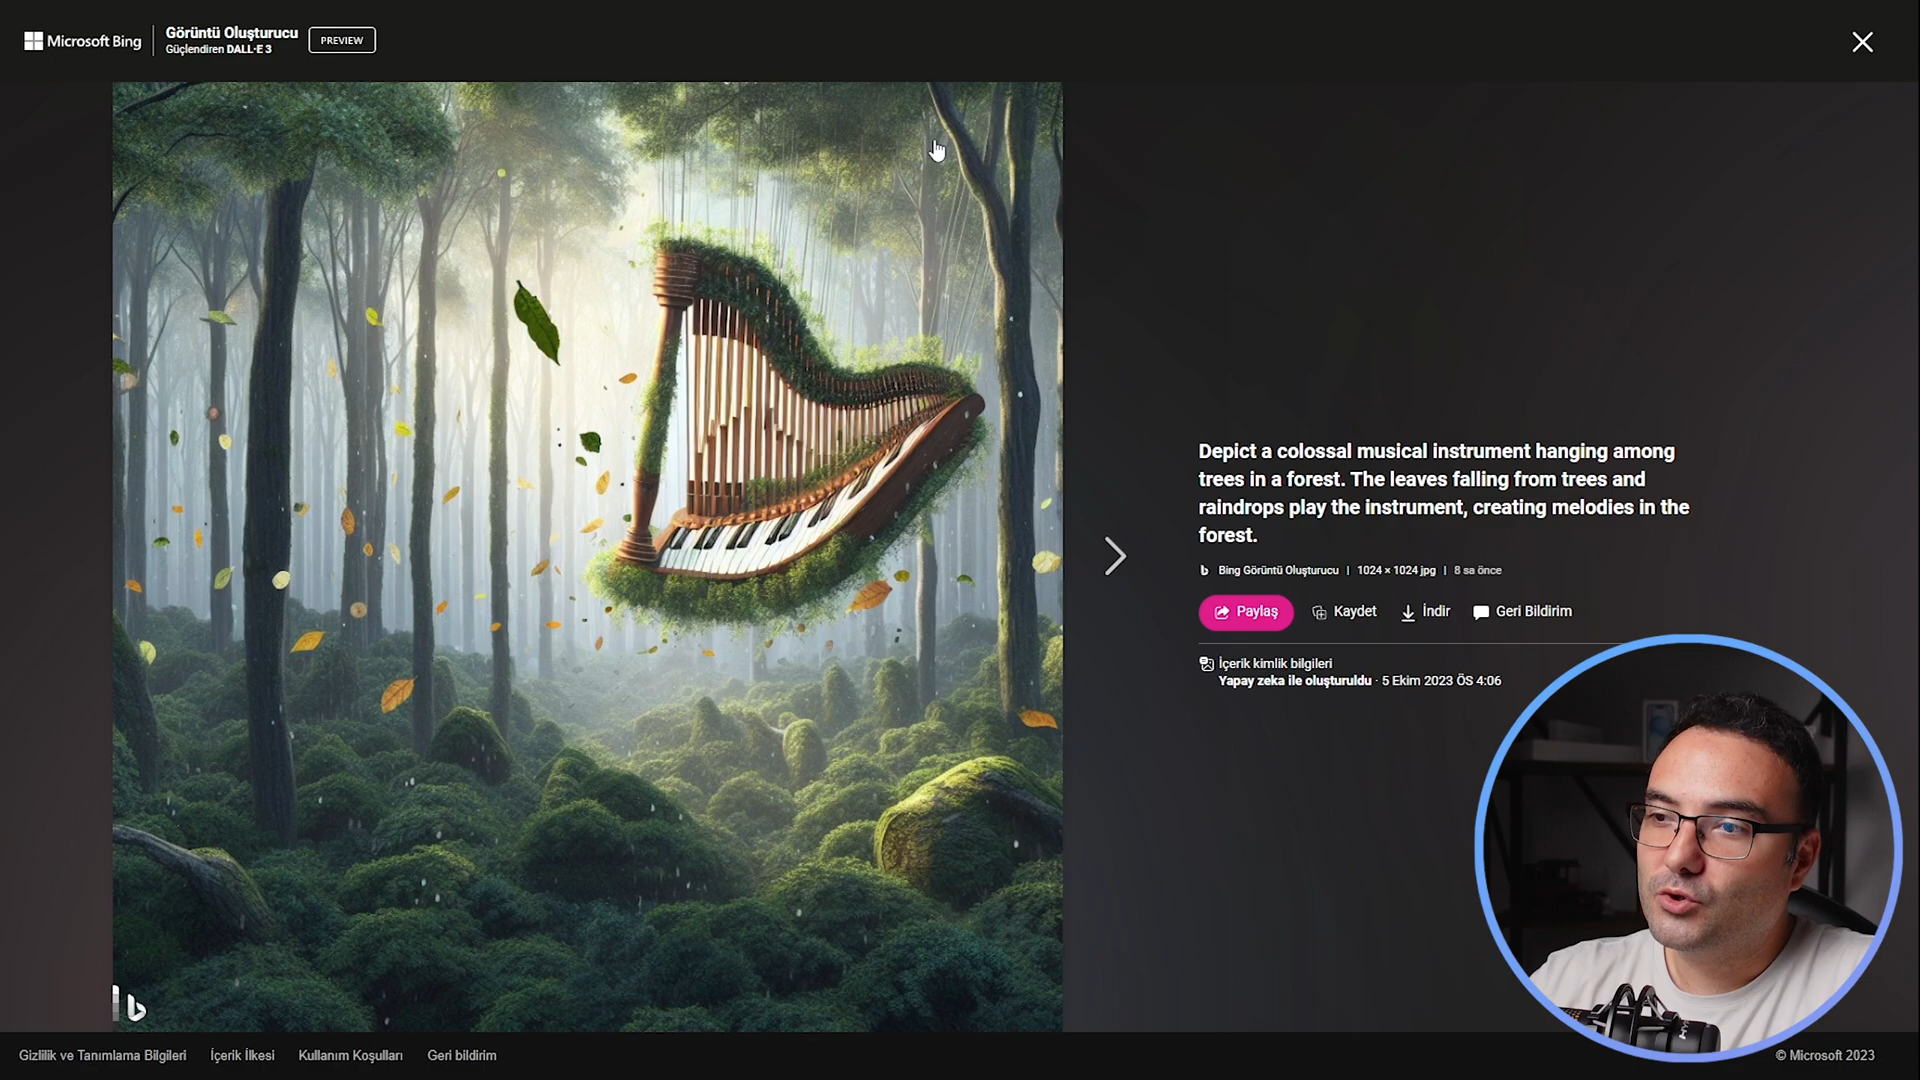 Microsoft Bing
Görüntü Oluşturucu
Güçlendiren DALL·E 3
PREVIEW
Depict a colossal musical instrument hanging among
trees in a forest. The leaves falling from trees and
raindrops play the instrument, creating melodies in the
forest.
Bing Görüntü Oluşturucu | 1024 × 1024 jpg | 8 sa önce
Paylaş Kaydet İndir Geri Bildirim
İçerik kimlik bilgileri
Yapay zeka ile oluşturuldu · 5 Ekim 2023 ÖS 4:06
Gizlilik ve Tanımlama Bilgileri İçerik İlkesi Kullanım Koşulları Geri bildirim
© Microsoft 2023